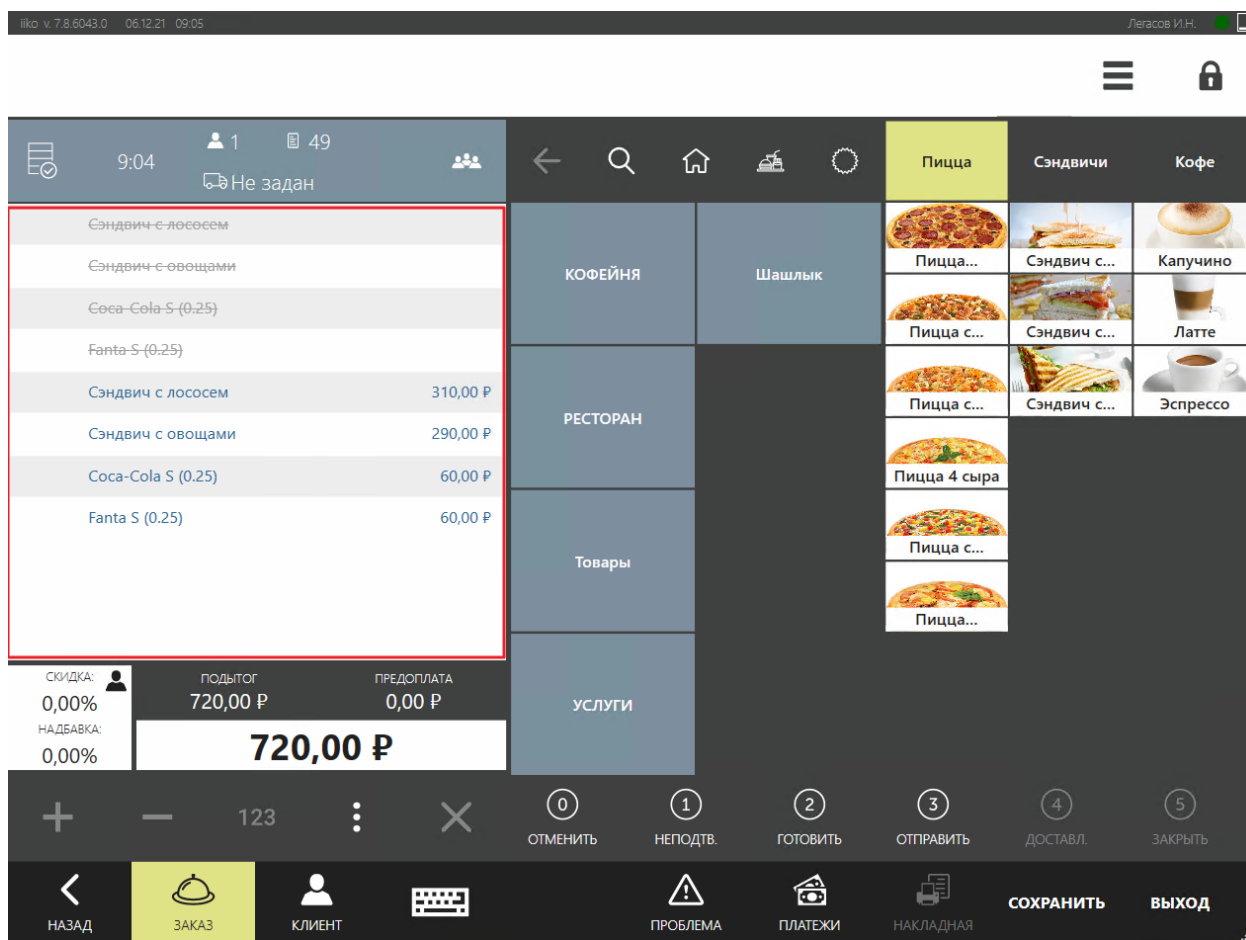 iiko v. 7.8.6043.0 06.12.21 09:05 Легасов И.Н.
9:04 1 49
Не задан
Пицца Сэндвичи Кофе
Сэндвич с лососем
Сэндвич с овощами
Coca-Cola S (0.25)
Fanta S (0.25)
Сэндвич с лососем 310,00 ₽
Сэндвич с овощами 290,00 ₽
Coca-Cola S (0.25) 60,00 ₽
Fanta S (0.25) 60,00 ₽
КОФЕЙНЯ Шашлык
РЕСТОРАН
Товары
УСЛУГИ
Пицца... Сэндвич с... Капучино
Пицца с... Сэндвич с... Латте
Пицца с... Сэндвич с... Эспрессо
Пицца 4 сыра
Пицца с...
Пицца...
СКИДКА: ПОДЫТОГ ПРЕДОПЛАТА
0,00% 720,00 ₽ 0,00 ₽
НАДБАВКА:
0,00% 720,00 ₽
123
0 1 2 3 4 5
ОТМЕНИТЬ НЕПОДТВ. ГОТОВИТЬ ОТПРАВИТЬ ДОСТАВЛ. ЗАКРЫТЬ
НАЗАД ЗАКАЗ КЛИЕНТ ПРОБЛЕМА ПЛАТЕЖИ НАКЛАДНАЯ СОХРАНИТЬ ВЫХОД